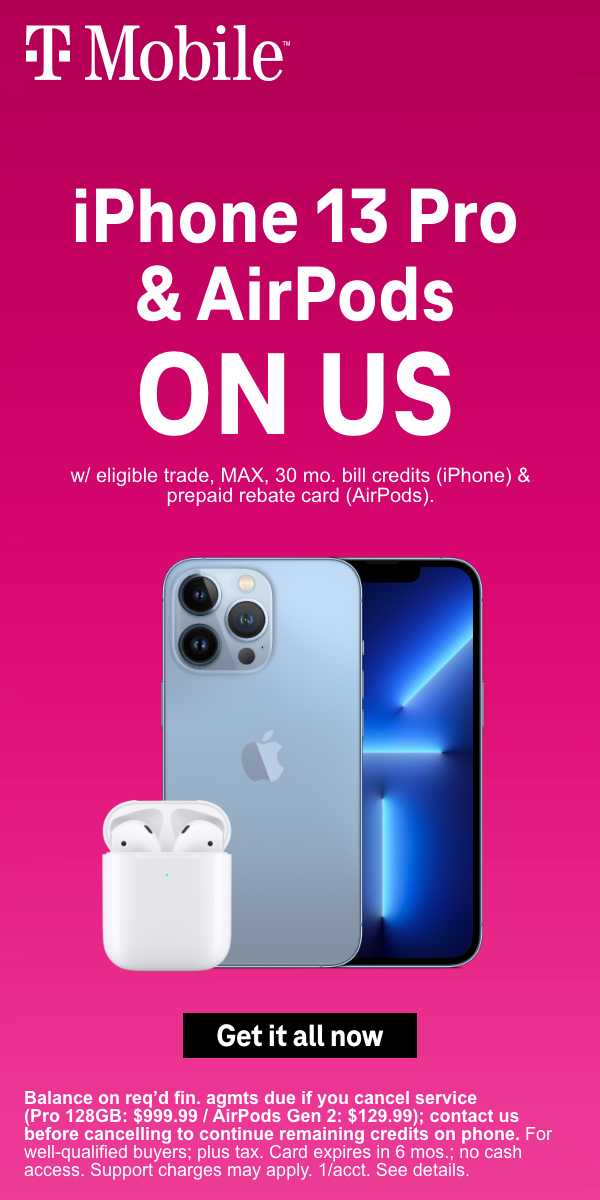 T Mobile™
iPhone 13 Pro
& AirPods
ON US
w/ eligible trade, MAX, 30 mo. bill credits (iPhone) &
prepaid rebate card (AirPods).
Get it all now
Balance on req'd fin. agmts due if you cancel service
(Pro 128GB: $999.99 / AirPods Gen 2: $129.99); contact us
before cancelling to continue remaining credits on phone. For
well-qualified buyers; plus tax. Card expires in 6 mos.; no cash
access. Support charges may apply. 1/acct. See details.